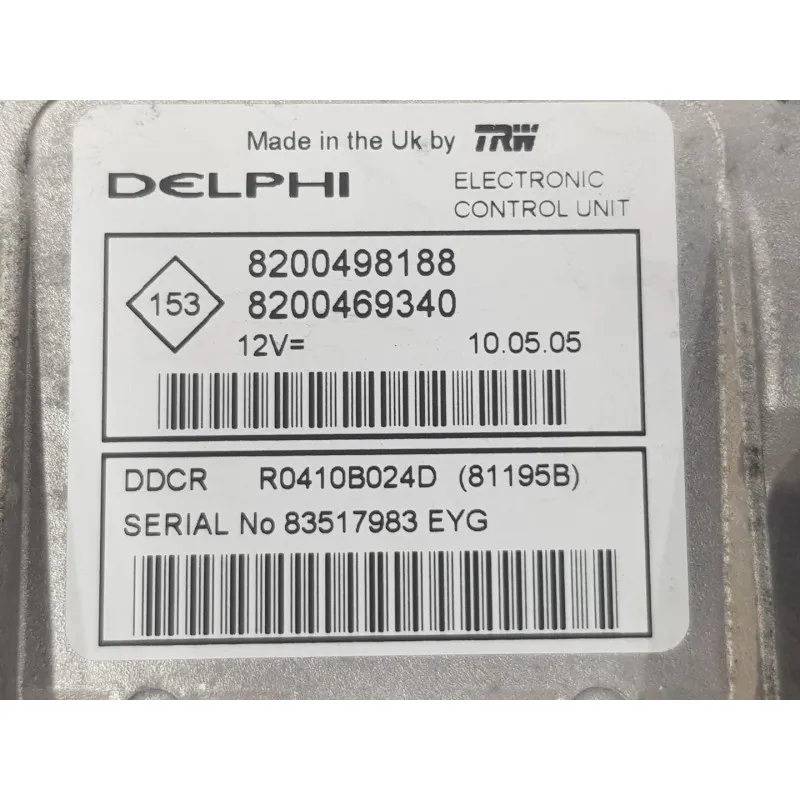 Made in the Uk by TRW
DELPHI
ELECTRONIC
CONTROL UNIT
153
8200498188
8200469340
12V=
10.05.05
DDCR R0410B024D (81195B)
SERIAL No 83517983 EYG